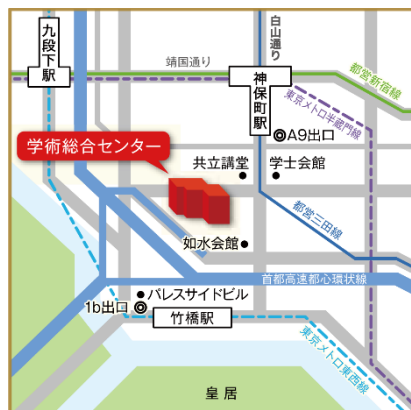 九段下駅
靖国通り
白山通り
都営新宿線
神保町駅
東京メトロ半蔵門線
A9出口
学術総合センター
共立講堂
学士会館
都営三田線
如水会館
首都高速都心環状線
パレスサイドビル
1b出口
竹橋駅
東京メトロ東西線
皇居